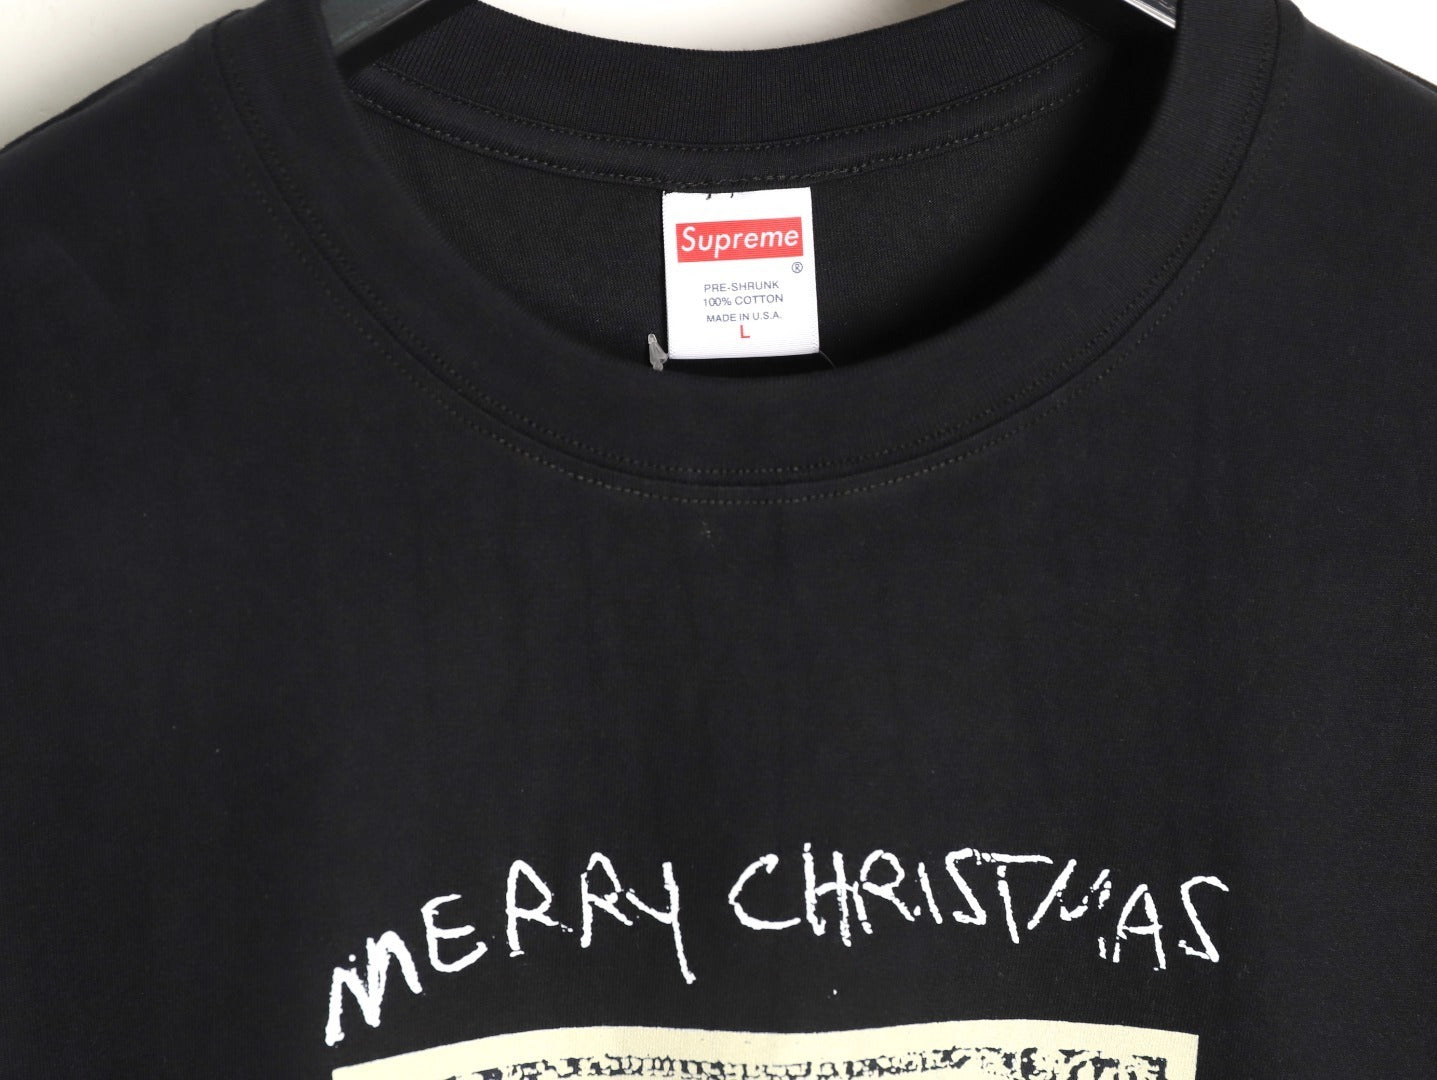 Supreme
®
PRE-SHRUNK
100% COTTON
MADE IN U.S.A.
L
MERRY CHRISTMAS